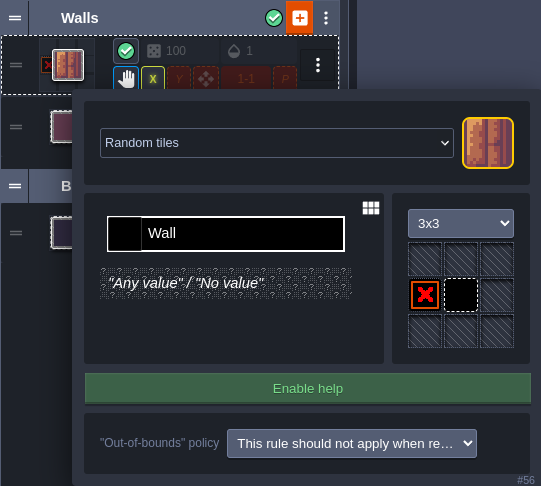 Walls
100
1
X
Y
1-1
P
Random tiles
B
Wall
3x3
"Any value" / "No value"
Enable help
"Out-of-bounds" policy
This rule should not apply when re…
#56